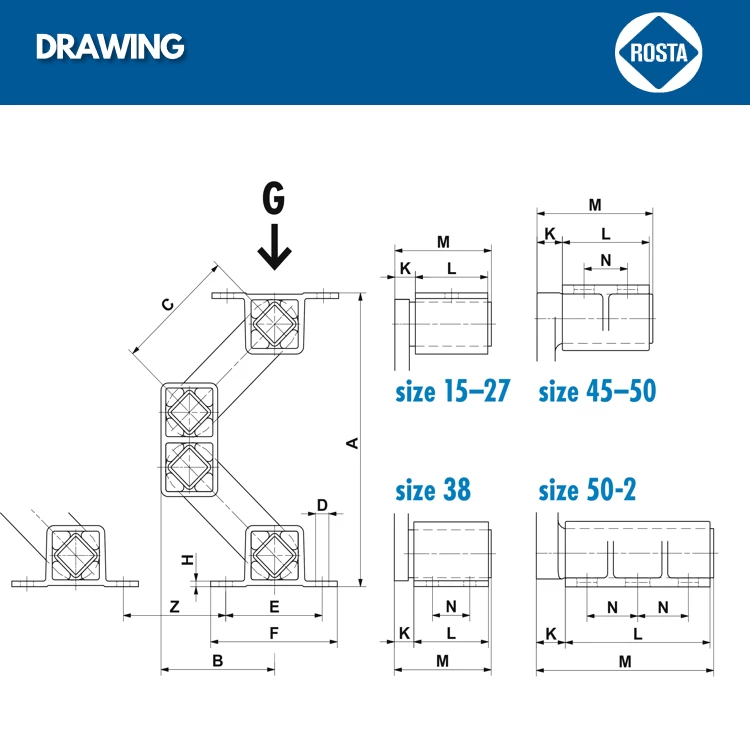 DRAWING
ROSTA
G
C
A
D
H
Z
E
F
B
M
K L
size 15–27
M
K L
N
size 45–50
size 38
N
K L
M
size 50-2
N N
K L
M